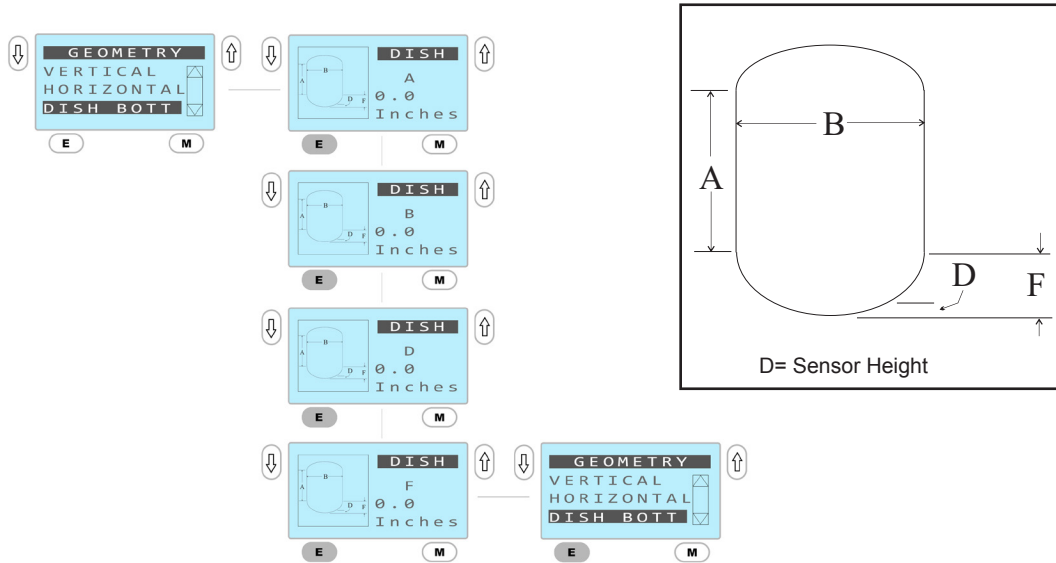 GEOMETRY
VERTICAL
HORIZONTAL
DISH BOTT
E
M
DISH
A
0.0
Inches
A
B
D
F
E
M
DISH
B
0.0
Inches
A
B
D
F
E
M
DISH
D
0.0
Inches
A
B
D
F
E
M
DISH
F
0.0
Inches
A
B
D
F
E
M
GEOMETRY
VERTICAL
HORIZONTAL
DISH BOTT
E
M
B
A
D
F
D= Sensor Height